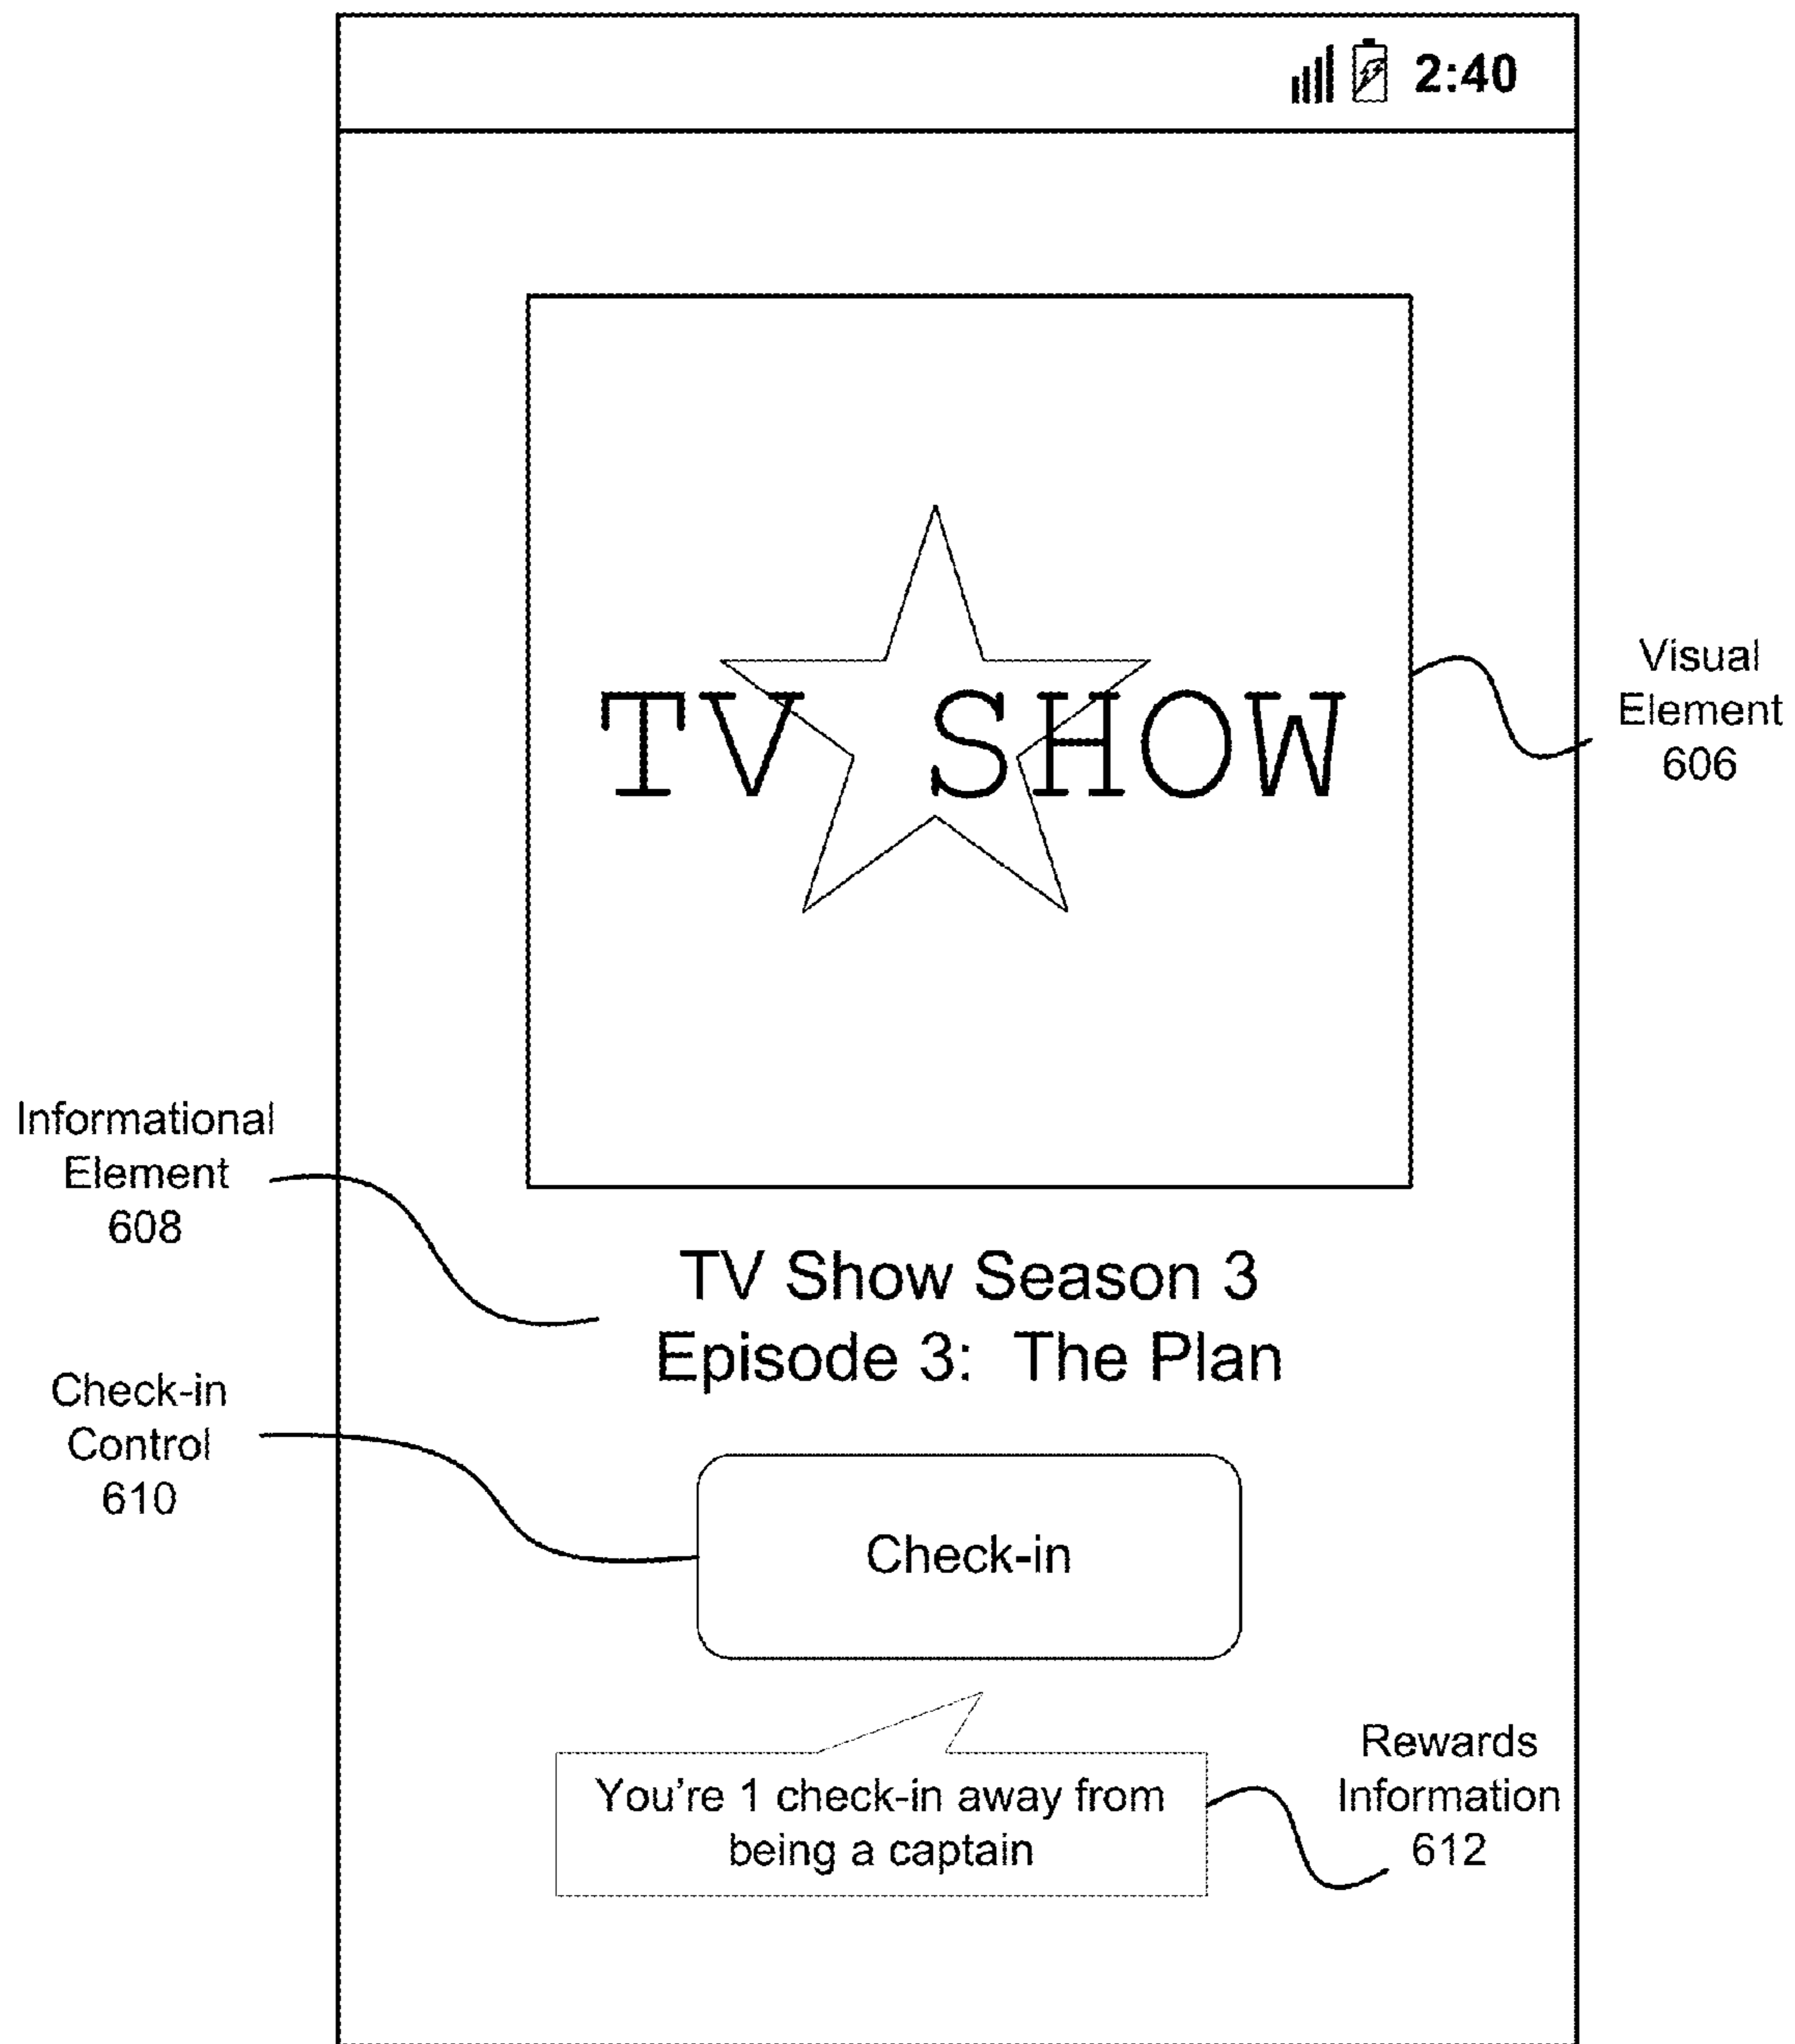 2:40
TV SHOW
Visual
Element
606
Informational
Element
608
TV Show Season 3
Episode 3: The Plan
Check-in
Control
610
Check-in
You're 1 check-in away from
being a captain
Rewards
Information
612